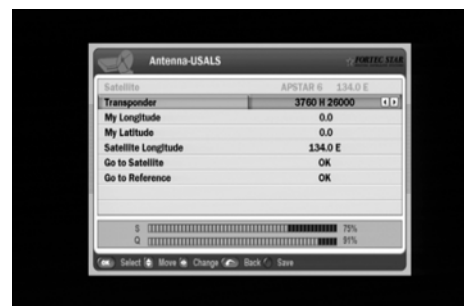 Antenna-USALS
FORTEC STAR
Satellite APSTAR 6 134.0 E
Transponder 3760 H 26000
My Longitude 0.0
My Latitude 0.0
Satellite Longitude 134.0 E
Go to Satellite OK
Go to Reference OK
S 75%
Q 91%
OK Select Move Change Back Save